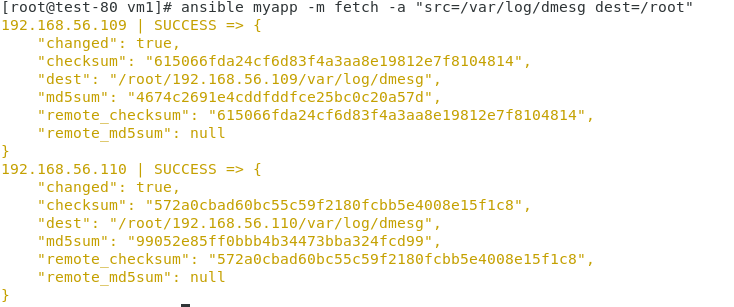 [root@test-80 vm1]# ansible myapp -m fetch -a "src=/var/log/dmesg dest=/root"
192.168.56.109 | SUCCESS => {
    "changed": true,
    "checksum": "615066fda24cf6d83f4a3aa8e19812e7f8104814",
    "dest": "/root/192.168.56.109/var/log/dmesg",
    "md5sum": "4674c2691e4cddfddfce25bc0c20a57d",
    "remote_checksum": "615066fda24cf6d83f4a3aa8e19812e7f8104814",
    "remote_md5sum": null
}
192.168.56.110 | SUCCESS => {
    "changed": true,
    "checksum": "572a0cbad60bc55c59f2180fcbb5e4008e15f1c8",
    "dest": "/root/192.168.56.110/var/log/dmesg",
    "md5sum": "99052e85ff0bbb4b34473bba324fcd99",
    "remote_checksum": "572a0cbad60bc55c59f2180fcbb5e4008e15f1c8",
    "remote_md5sum": null
}